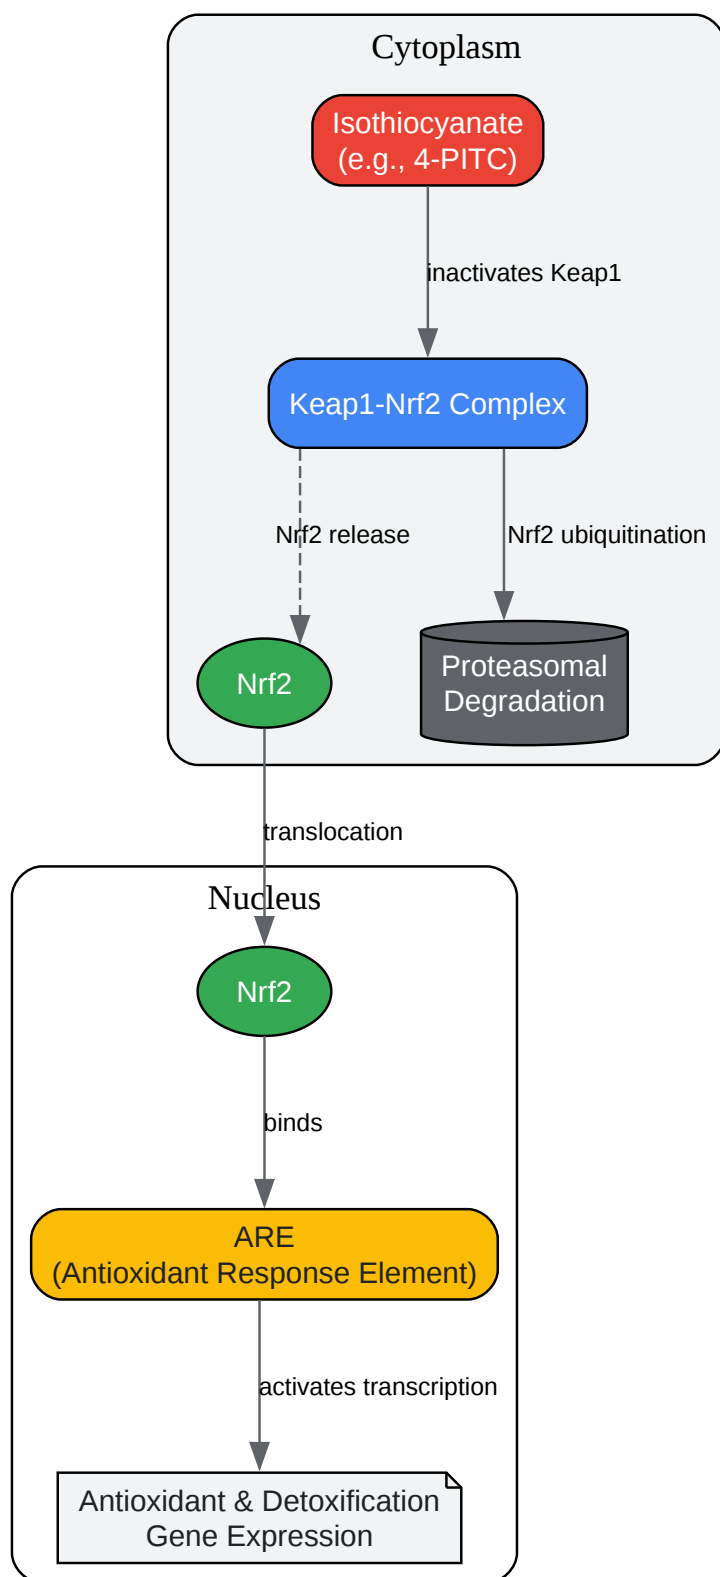 Cytoplasm
Isothiocyanate
(e.g., 4-PITC)
inactivates Keap1
Keap1-Nrf2 Complex
Nrf2 release
Nrf2 ubiquitination
Nrf2
Proteasomal
Degradation
translocation
Nucleus
Nrf2
binds
ARE
(Antioxidant Response Element)
activates transcription
Antioxidant & Detoxification
Gene Expression